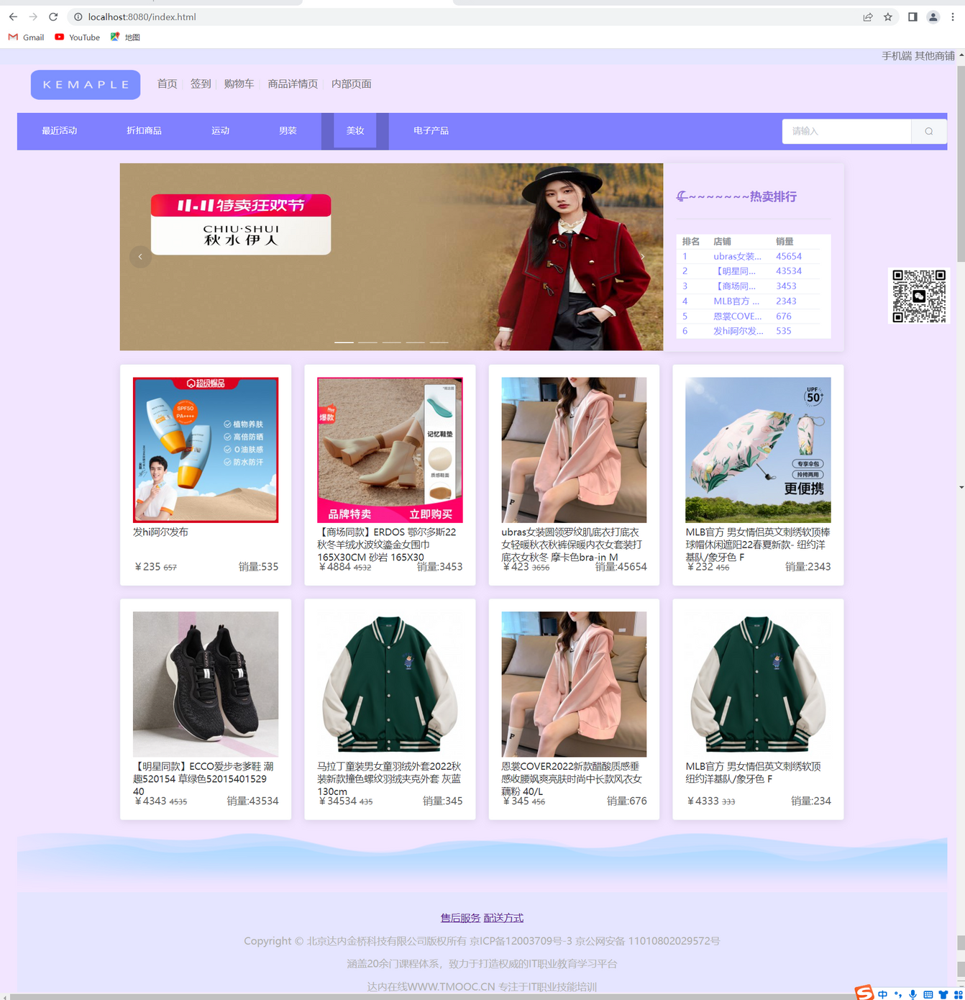 localhost:8080/index.html
Gmail YouTube 地图
手机端 其他商铺
KEMAPLE 首页 签到 购物车 商品详情页 内部页面
最近活动 折扣商品 运动 男装 美妆 电子产品 请输入
11·11特卖狂欢节
CHIU·SHUI
秋水伊人
~~~~~~~热卖排行
排名 店铺 销量
1 ubras女装... 45654
2 【明星同... 43534
3 【商场同... 3453
4 MLB官方 ... 2343
5 恩裳COVE... 676
6 发hi阿尔发... 535
超级爆品
SPF50
PA++++
植物养肤
高倍防晒
0油肤感
防水防汗
发hi阿尔发布
￥235 657 销量:535
Hot
爆款
记忆鞋垫
质感鞋面
品牌特卖 立即购买
【商场同款】ERDOS 鄂尔多斯22
秋冬羊绒水波纹鎏金女围巾
165X30CM 砂岩 165X30
￥4884 4532 销量:3453
P
ubras女装圆领罗纹肌底衣打底衣
女轻暖秋衣秋裤保暖内衣女套装打
底衣女秋冬 摩卡色bra-in M
￥423 3656 销量:45654
UPF
50+
专享伞包
拎挎两用
更便携
MLB官方 男女情侣英文刺绣软顶棒
球帽休闲遮阳22春夏新款- 纽约洋
基队/象牙色 F
￥232 456 销量:2343
【明星同款】ECCO爱步老爹鞋 潮
趣520154 草绿色52015401529
40
￥4343 4535 销量:43534
马拉丁童装男女童羽绒外套2022秋
装新款撞色螺纹羽绒夹克外套 灰蓝
130cm
￥34534 435 销量:345
P
恩裳COVER2022新款醋酸质感垂
感收腰飒爽亮肤时尚中长款风衣女
藕粉 40/L
￥345 456 销量:676
MLB官方 男女情侣英文刺绣软顶
纽约洋基队/象牙色 F
￥4333 333 销量:234
售后服务 配送方式
Copyright © 北京达内金桥科技有限公司版权所有 京ICP备12003709号-3 京公网安备 11010802029572号
涵盖20余门课程体系，致力于打造权威的IT职业教育学习平台
达内在线WWW.TMOOC.CN 专注于IT职业技能培训
S 中